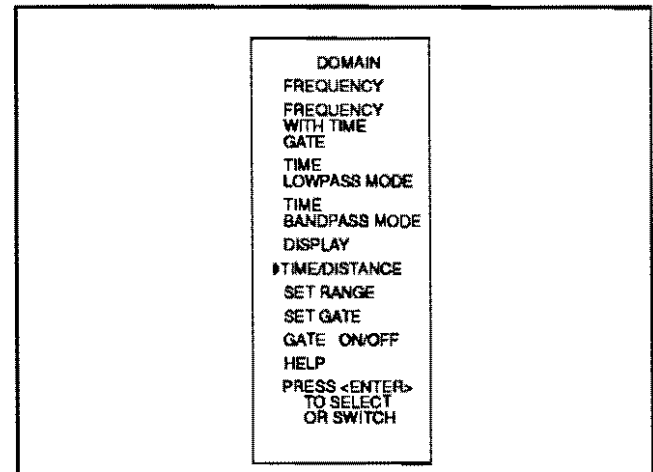 DOMAIN
FREQUENCY
FREQUENCY
WITH TIME
GATE
TIME
LOWPASS MODE
TIME
BANDPASS MODE
DISPLAY
TIME/DISTANCE
SET RANGE
SET GATE
GATE ON/OFF
HELP
PRESS <ENTER>
TO SELECT
OR SWITCH